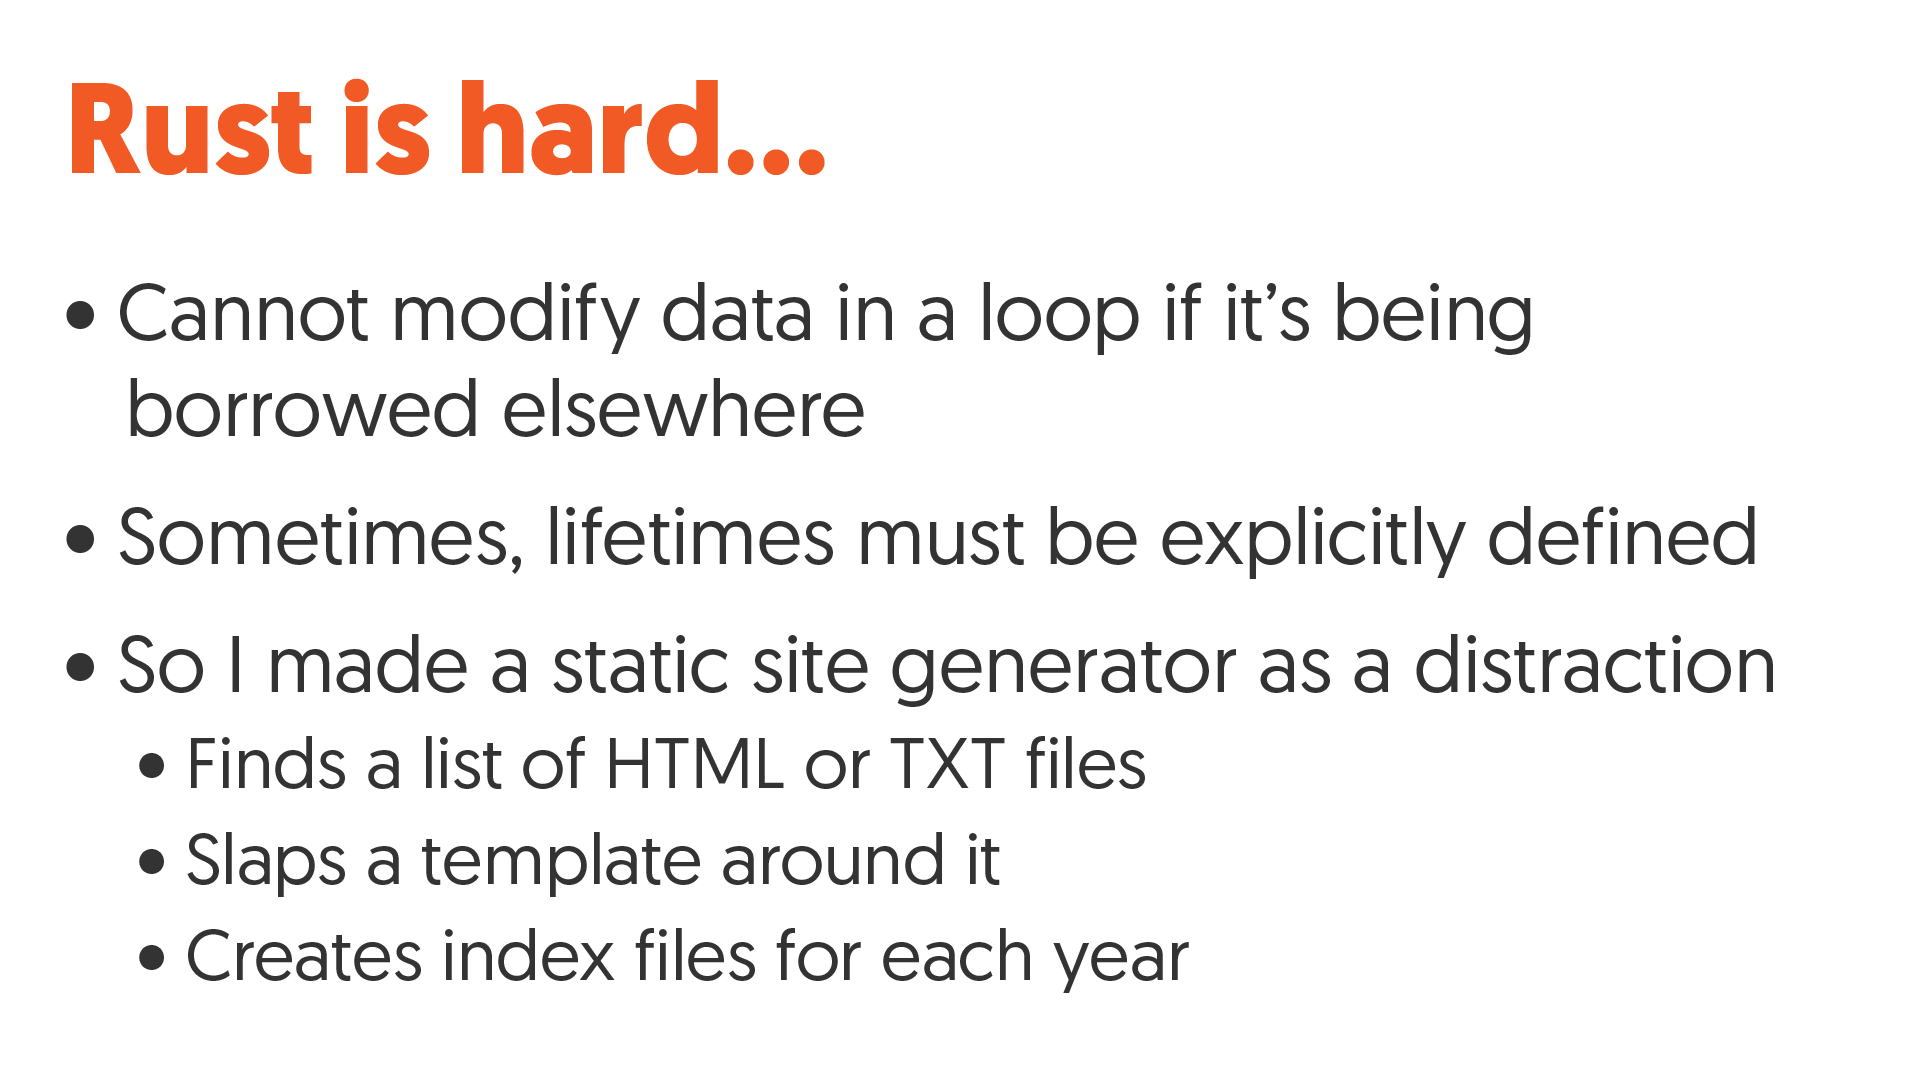 Rust is hard...
• Cannot modify data in a loop if it’s being
borrowed elsewhere
• Sometimes, lifetimes must be explicitly defined
• So I made a static site generator as a distraction
• Finds a list of HTML or TXT files
• Slaps a template around it
• Creates index files for each year